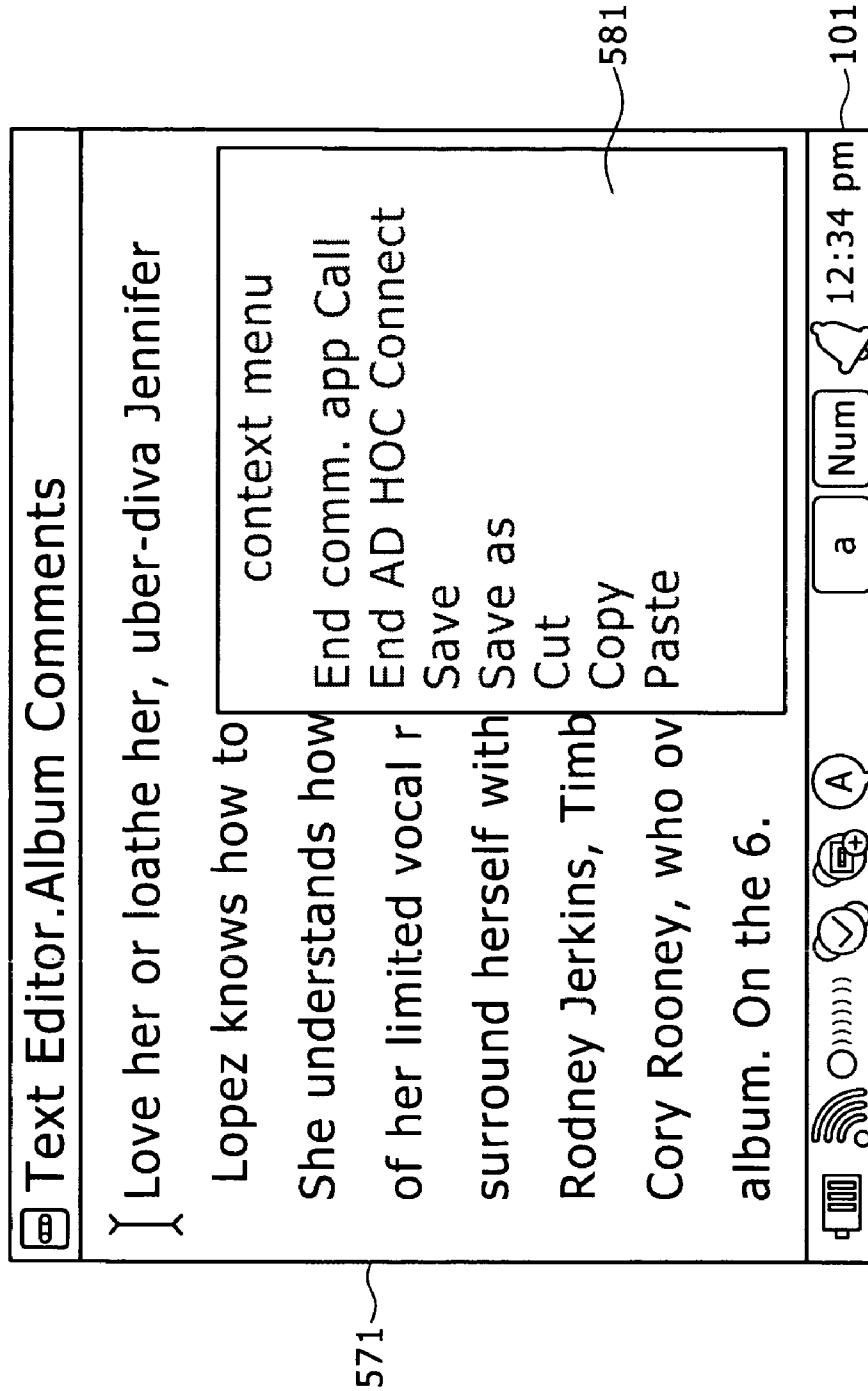 Text Editor.Album Comments
Love her or loathe her, uber-diva Jennifer
Lopez knows how to
She understands how
of her limited vocal r
surround herself with
Rodney Jerkins, Timb
Cory Rooney, who ov
album. On the 6.
context menu
End comm. app Call
End AD HOC Connect
Save
Save as
Cut
Copy
Paste
A
a
Num
12:34 pm
571
581
101